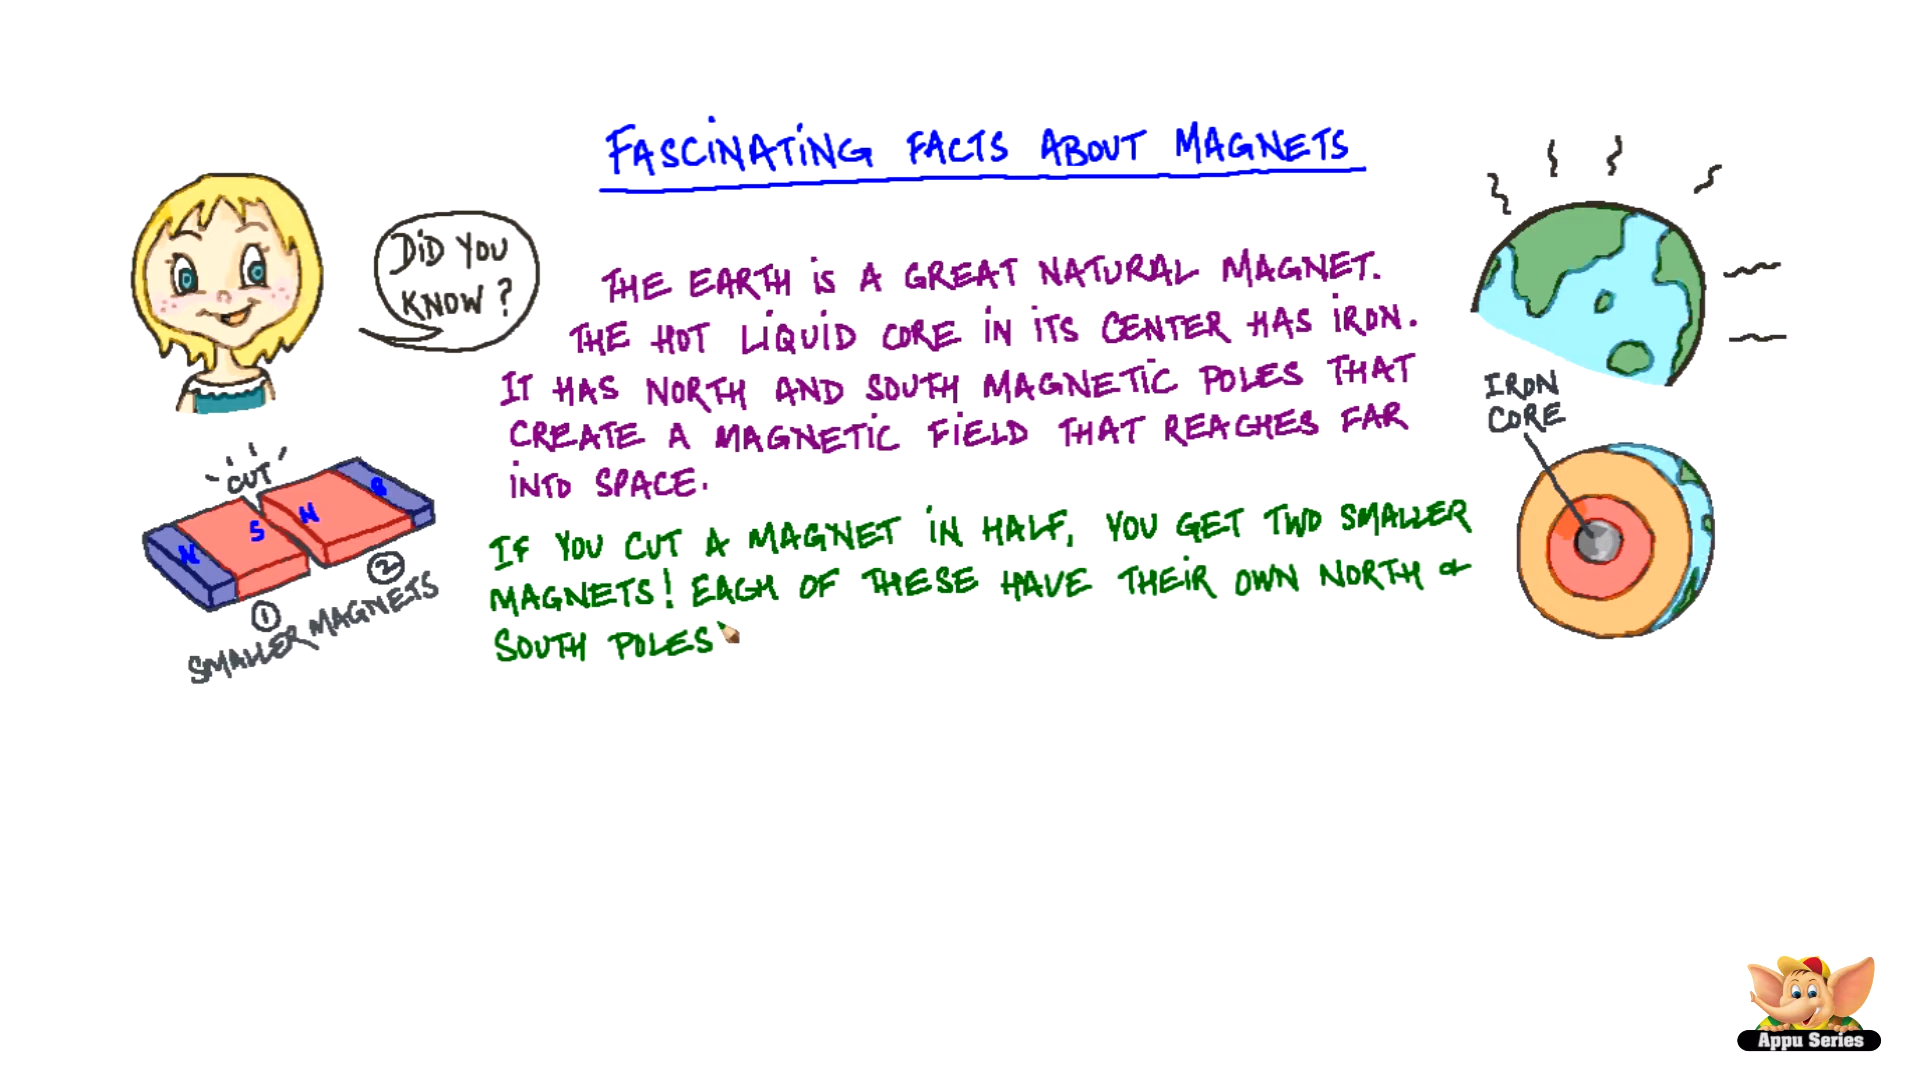 FASCINATING FACTS ABOUT MAGNETS
DID YOU
KNOW?
THE EARTH IS A GREAT NATURAL MAGNET.
THE HOT LIQUID CORE IN ITS CENTER HAS IRON.
IT HAS NORTH AND SOUTH MAGNETIC POLES THAT
CREATE A MAGNETIC FIELD THAT REACHES FAR
INTO SPACE.
IF YOU CUT A MAGNET IN HALF, YOU GET TWO SMALLER
MAGNETS! EACH OF THESE HAVE THEIR OWN NORTH &
SOUTH POLES
CUT
N S N S
1 2
SMALLER MAGNETS
IRON
CORE
Appu Series